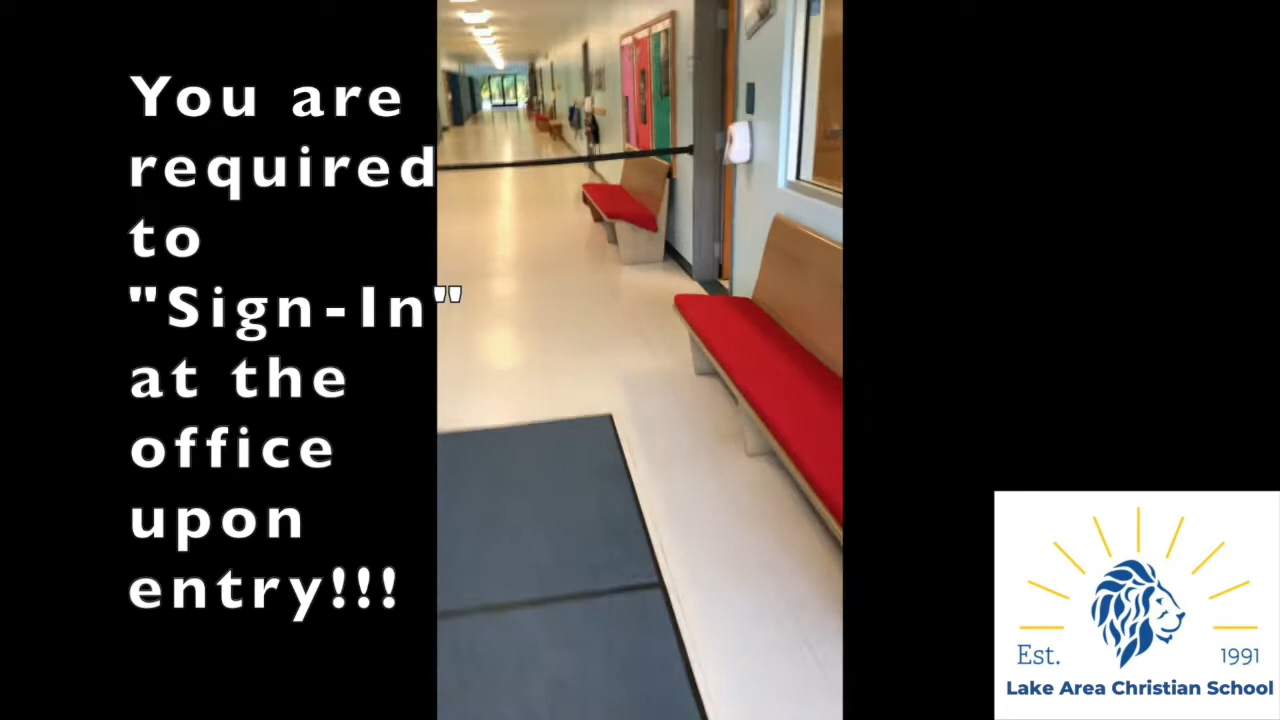 You are
required
to
"Sign-In"
at the
office
upon
entry!!!
Est. 1991
Lake Area Christian School